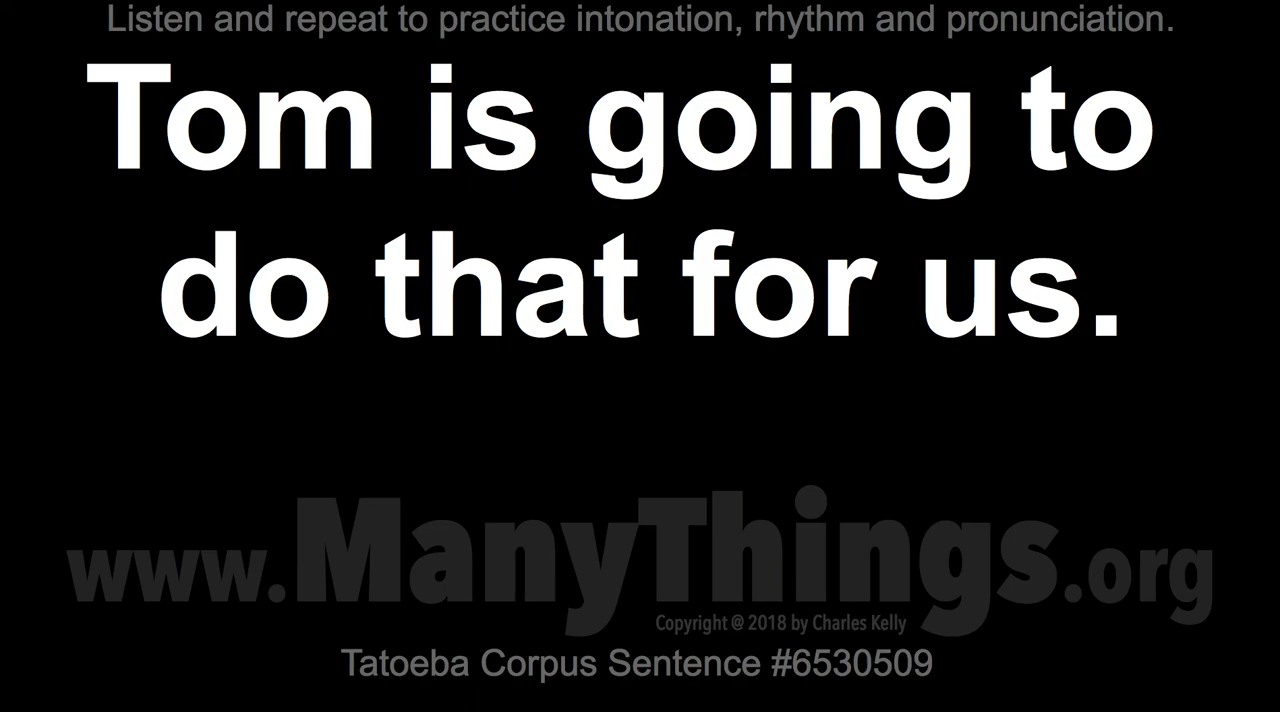 Listen and repeat to practice intonation, rhythm and pronunciation.
Tom is going to
do that for us.
www.ManyThings.org
Copyright @ 2018 by Charles Kelly
Tatoeba Corpus Sentence #6530509